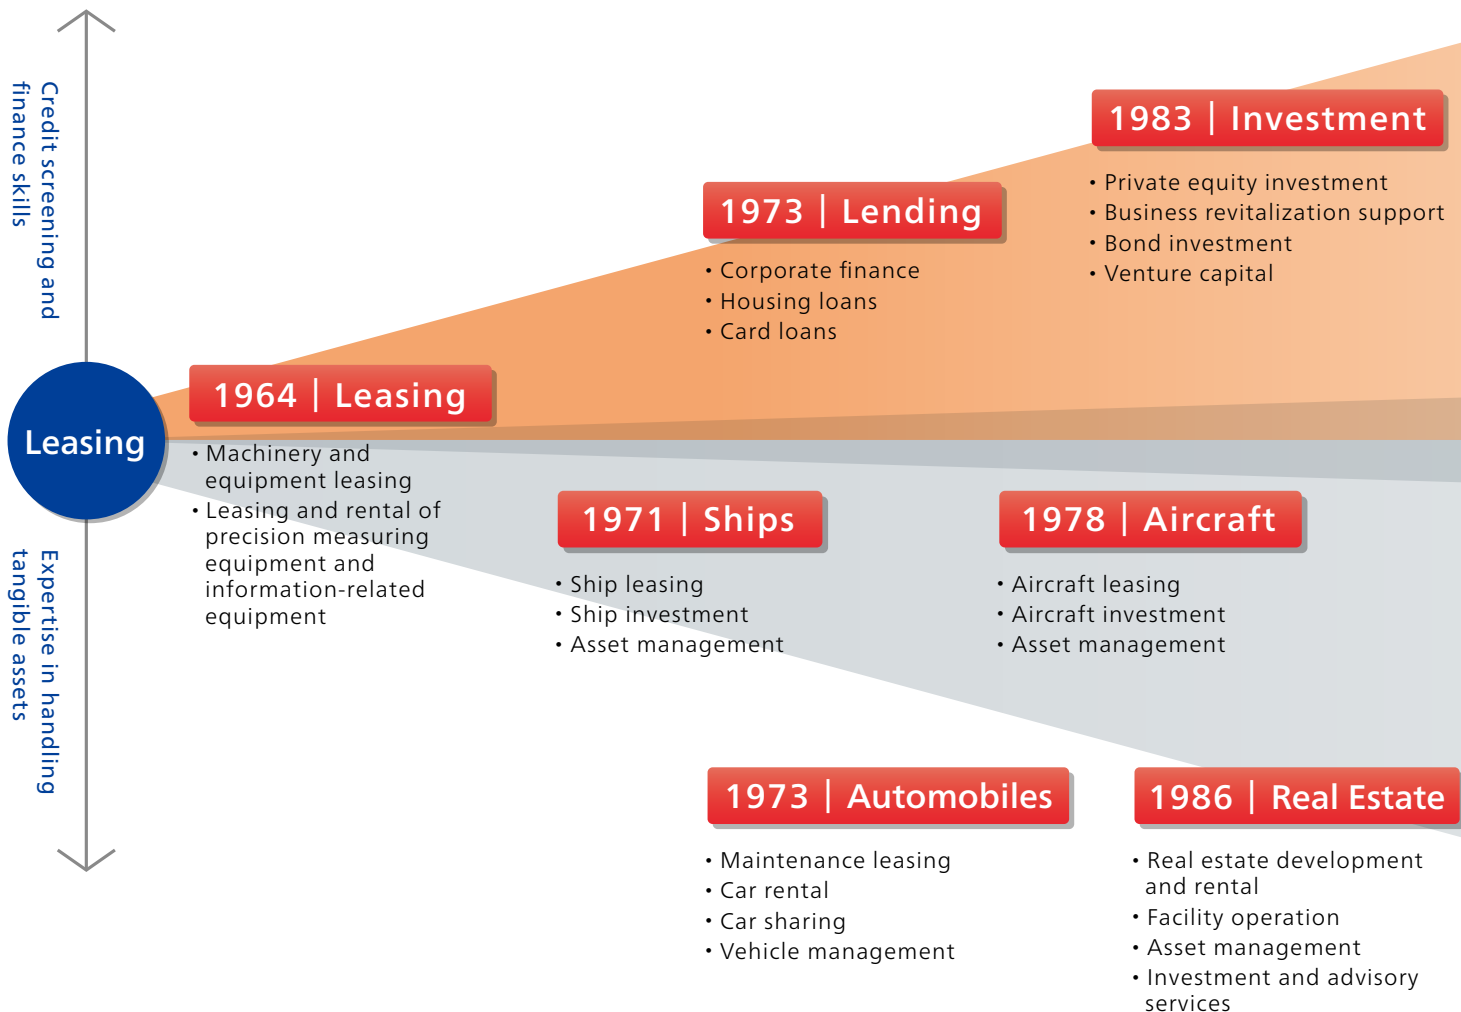 Credit screening and
finance skills
Leasing
Expertise in handling
tangible assets
1964 | Leasing
• Machinery and
equipment leasing
• Leasing and rental of
precision measuring
equipment and
information-related
equipment
1971 | Ships
• Ship leasing
• Ship investment
• Asset management
1973 | Lending
• Corporate finance
• Housing loans
• Card loans
1973 | Automobiles
• Maintenance leasing
• Car rental
• Car sharing
• Vehicle management
1978 | Aircraft
• Aircraft leasing
• Aircraft investment
• Asset management
1983 | Investment
• Private equity investment
• Business revitalization support
• Bond investment
• Venture capital
1986 | Real Estate
• Real estate development
and rental
• Facility operation
• Asset management
• Investment and advisory
services